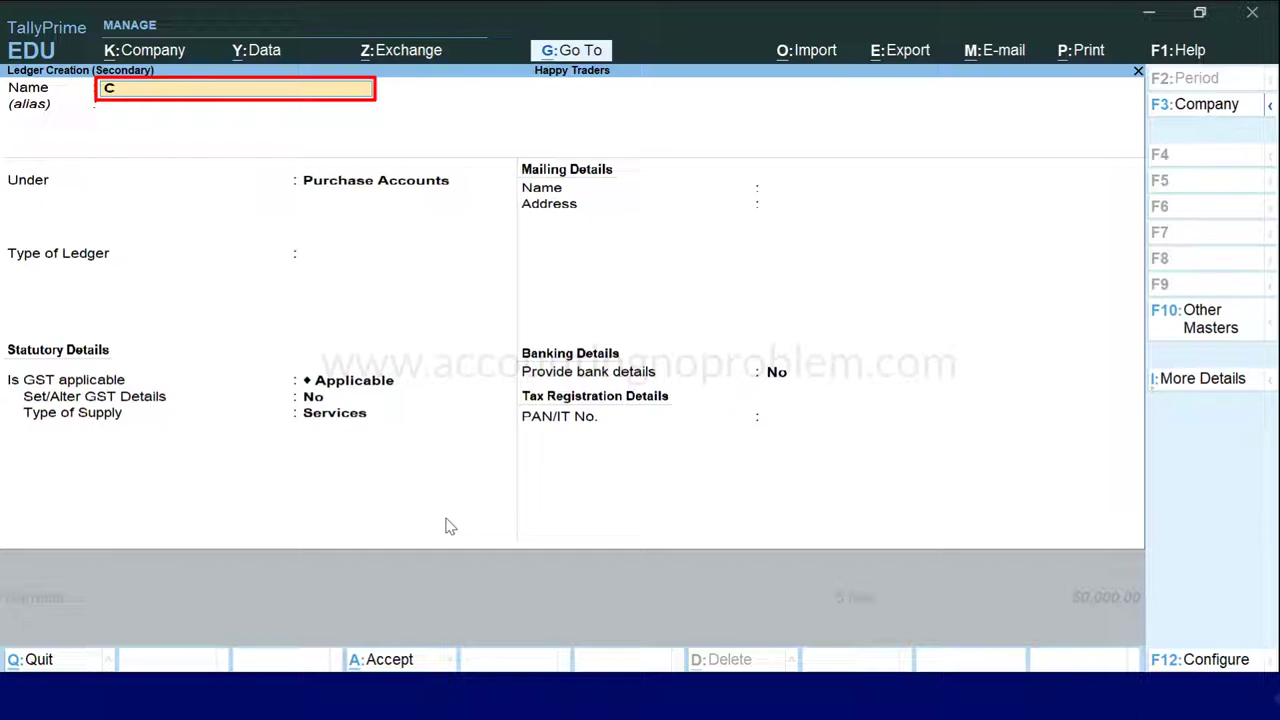 TallyPrime
EDU
MANAGE
K:Company
Y:Data
Z:Exchange
G:Go To
O:Import
E:Export
M:E-mail
P:Print
F1:Help
Ledger Creation (Secondary)
Happy Traders
Name
: C
(alias)
:
Under
: Purchase Accounts
Type of Ledger
:
Statutory Details
Is GST applicable
: ♦ Applicable
Set/Alter GST Details
: No
Type of Supply
: Services
Mailing Details
Name
:
Address
:
Banking Details
Provide bank details
: No
Tax Registration Details
PAN/IT No.
:
www.accountingnoproblem.com
50,000.00
F2:Period
F3:Company
F4
F5
F6
F7
F8
F9
F10:Other
Masters
I:More Details
F12:Configure
Q:Quit
A:Accept
D:Delete